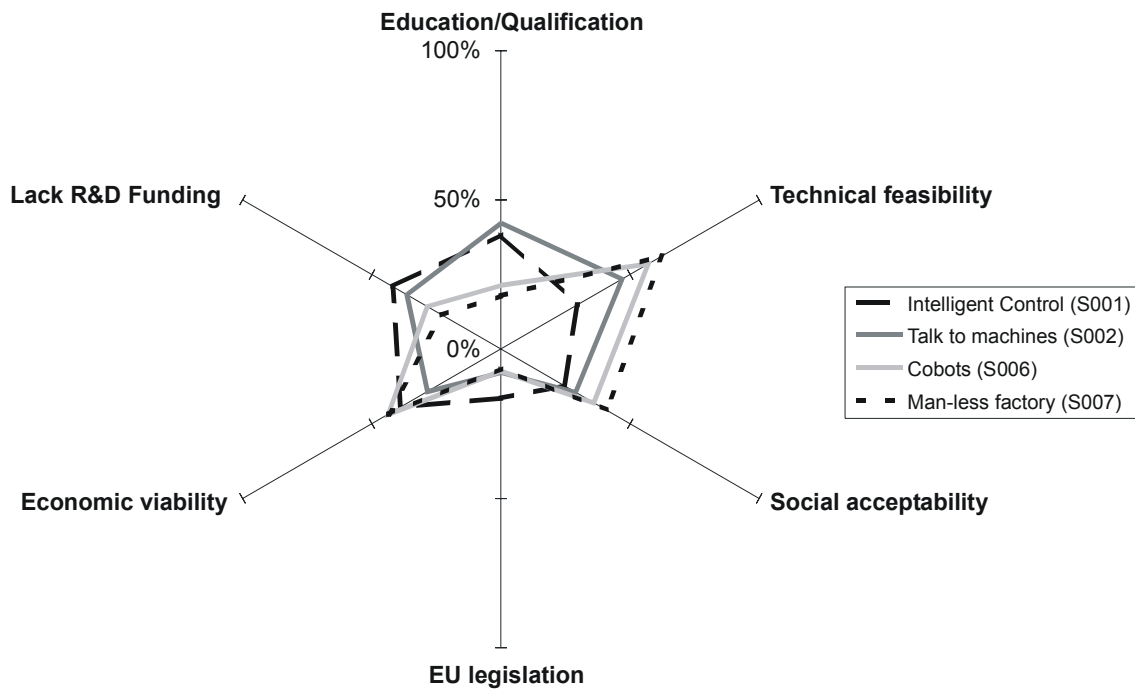 Education/Qualification
100%
Lack R&D Funding
50%
Technical feasibility
0%
Intelligent Control (S001)
Talk to machines (S002)
Cobots (S006)
Man-less factory (S007)
Economic viability
Social acceptability
EU legislation